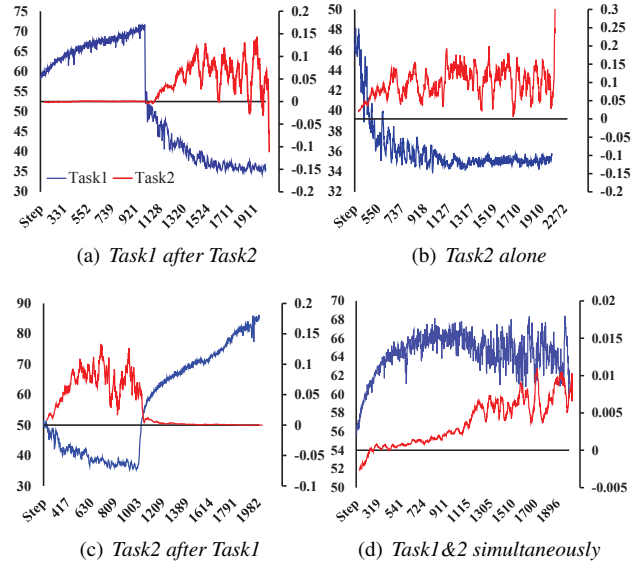 75 0.2 50 0.3
70 0.15 48 0.25
65 0.1 46 0.2
60 0.05 44 0.15
55 0 42 0.1
50 -0.05 40 0.05
45 -0.1 38 0
40 -0.15 36 -0.05
35 -0.2 34 -0.1
30 32 -0.15
-0.2
Task1 Task2
Step 331 552 739 921 1128 1320 1524 1711 1911
Step 550 737 918 1127 1317 1519 1710 1910 2272
(a) Task1 after Task2 (b) Task2 alone
90 0.2 70 0.02
80 0.15 68 0.015
70 0.1 66 0.01
60 0.05 64 0.005
50 0 62 0
40 -0.05 60 -0.005
30 -0.1 58
56
54
52
50
Step 417 630 809 1003 1209 1389 1614 1791 1982
Step 319 541 724 911 1115 1305 1510 1700 1896
(c) Task2 after Task1 (d) Task1&2 simultaneously